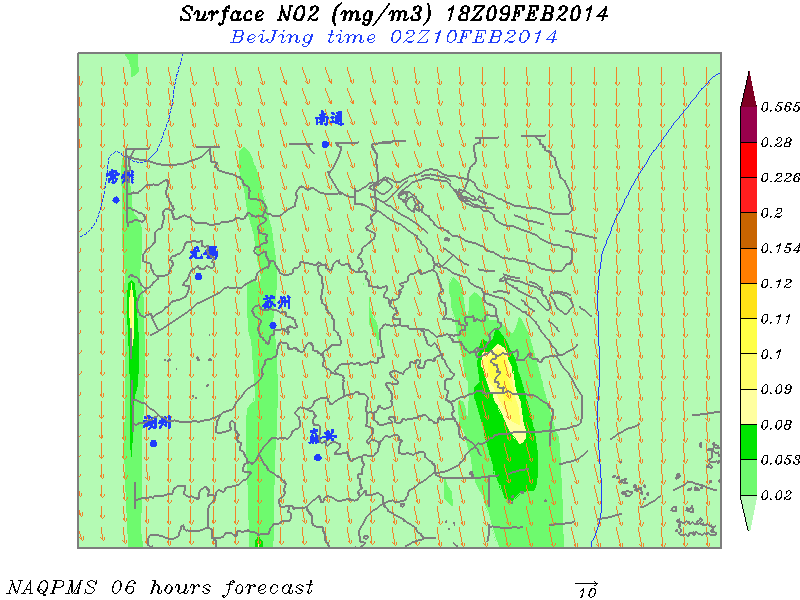 Surface NO2 (mg/m3) 18Z09FEB2014
BeiJing time 02Z10FEB2014
南通
常州
无锡
苏州
湖州
嘉兴
0.565
0.28
0.226
0.2
0.154
0.12
0.11
0.1
0.09
0.08
0.053
0.02
NAQPMS 06 hours forecast
10